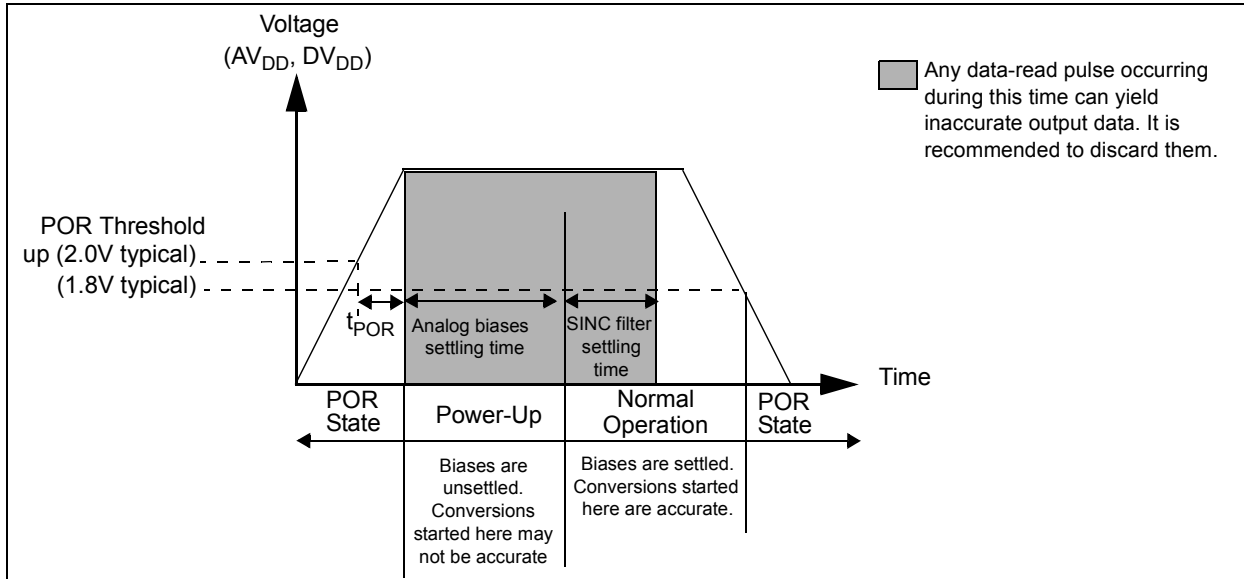 Voltage
(AVDD, DVDD)
Any data-read pulse occurring
during this time can yield
inaccurate output data. It is
recommended to discard them.
POR Threshold
up (2.0V typical)
(1.8V typical)
tPOR
Analog biases
settling time
SINC filter
settling
time
Time
POR
State
Power-Up
Normal
Operation
POR
State
Biases are
unsettled.
Conversions
started here may
not be accurate
Biases are settled.
Conversions started
here are accurate.